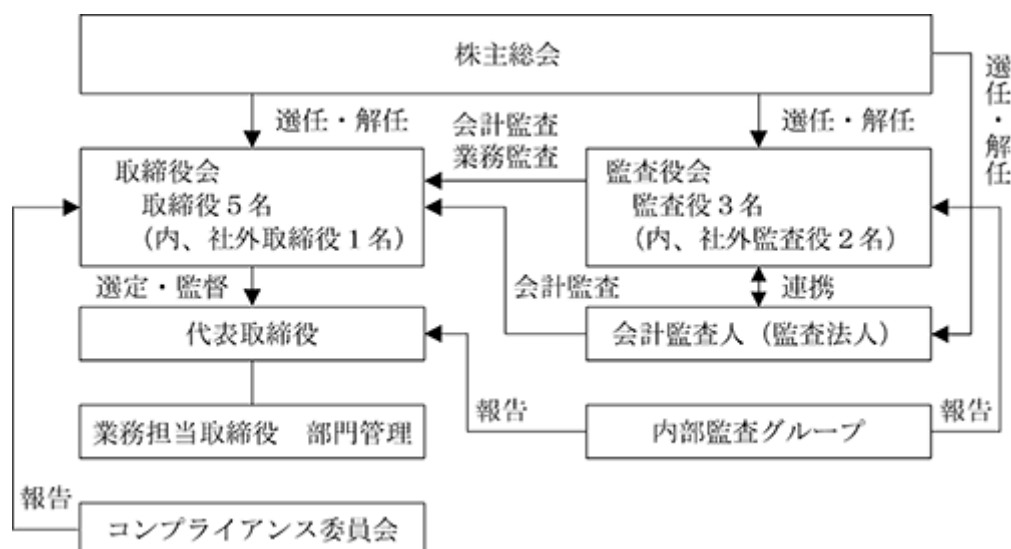 株主総会
選任・解任
選任・解任
選任・解任
会計監査
業務監査
取締役会
取締役5名
（内、社外取締役1名）
監査役会
監査役3名
（内、社外監査役2名）
選定・監督
会計監査
連携
代表取締役
会計監査人（監査法人）
報告
報告
業務担当取締役　部門管理
内部監査グループ
報告
コンプライアンス委員会